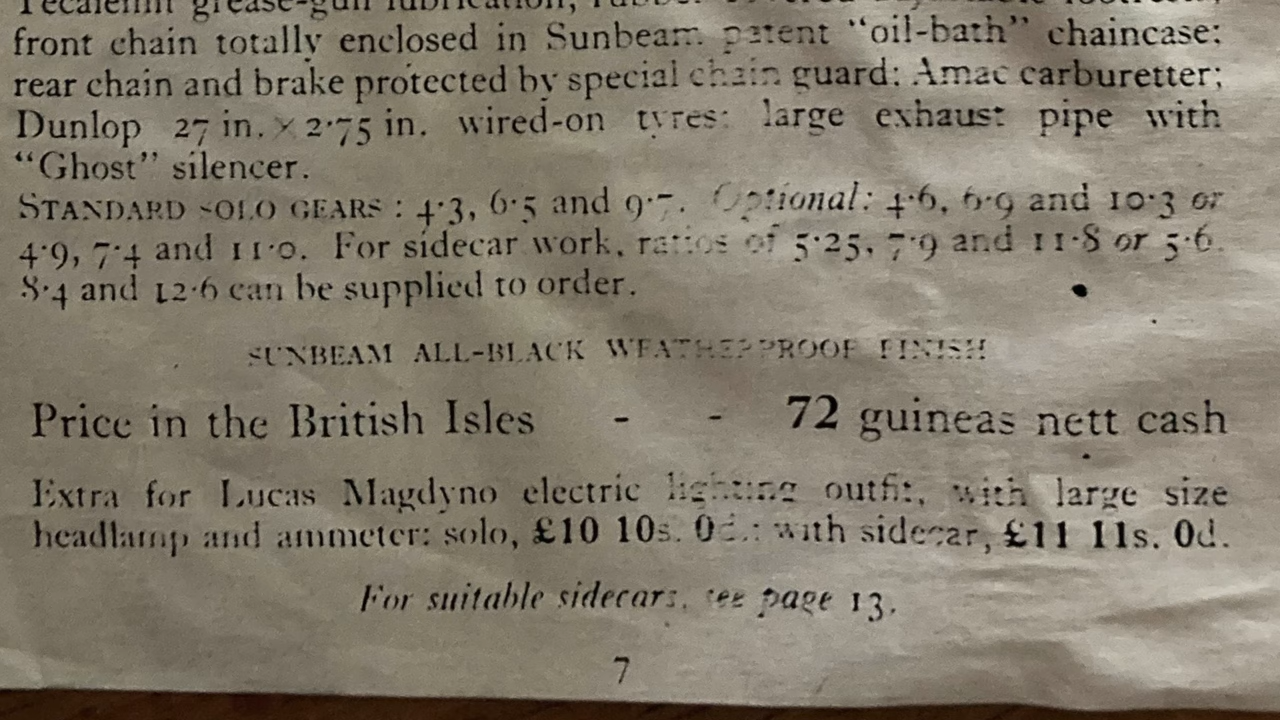 Tecalemit grease-gun lubrication;
front chain totally enclosed in Sunbeam patent “oil-bath” chaincase;
rear chain and brake protected by special chain guard; Amac carburetter;
Dunlop 27 in. × 2·75 in. wired-on tyres; large exhaust pipe with
“Ghost” silencer.
STANDARD SOLO GEARS : 4·3, 6·5 and 9·7. Optional: 4·6, 6·9 and 10·3 or
4·9, 7·4 and 11·0. For sidecar work, ratios of 5·25, 7·9 and 11·8 or 5·6,
8·4 and 12·6 can be supplied to order.
SUNBEAM ALL-BLACK WEATHERPROOF FINISH
Price in the British Isles - - 72 guineas nett cash
Extra for Lucas Magdyno electric lighting outfit, with large size
headlamp and ammeter: solo, £10 10s. 0d.; with sidecar, £11 11s. 0d.
For suitable sidecars, see page 13.
7